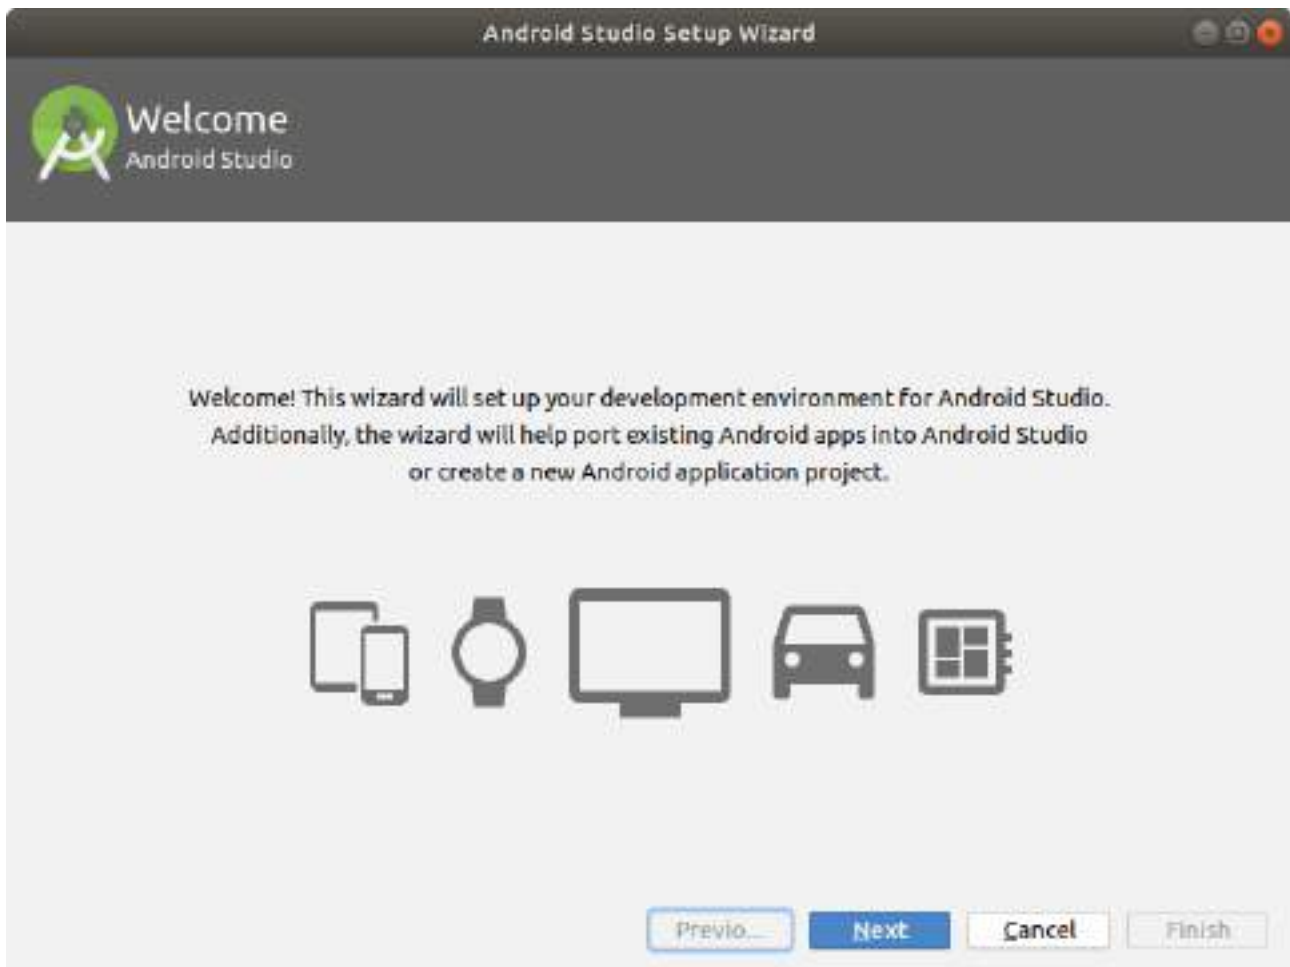 Android Studio Setup Wizard
Welcome
Android Studio
Welcome! This wizard will set up your development environment for Android Studio.
Additionally, the wizard will help port existing Android apps into Android Studio
or create a new Android application project.
Previo...
Next
Cancel
Finish